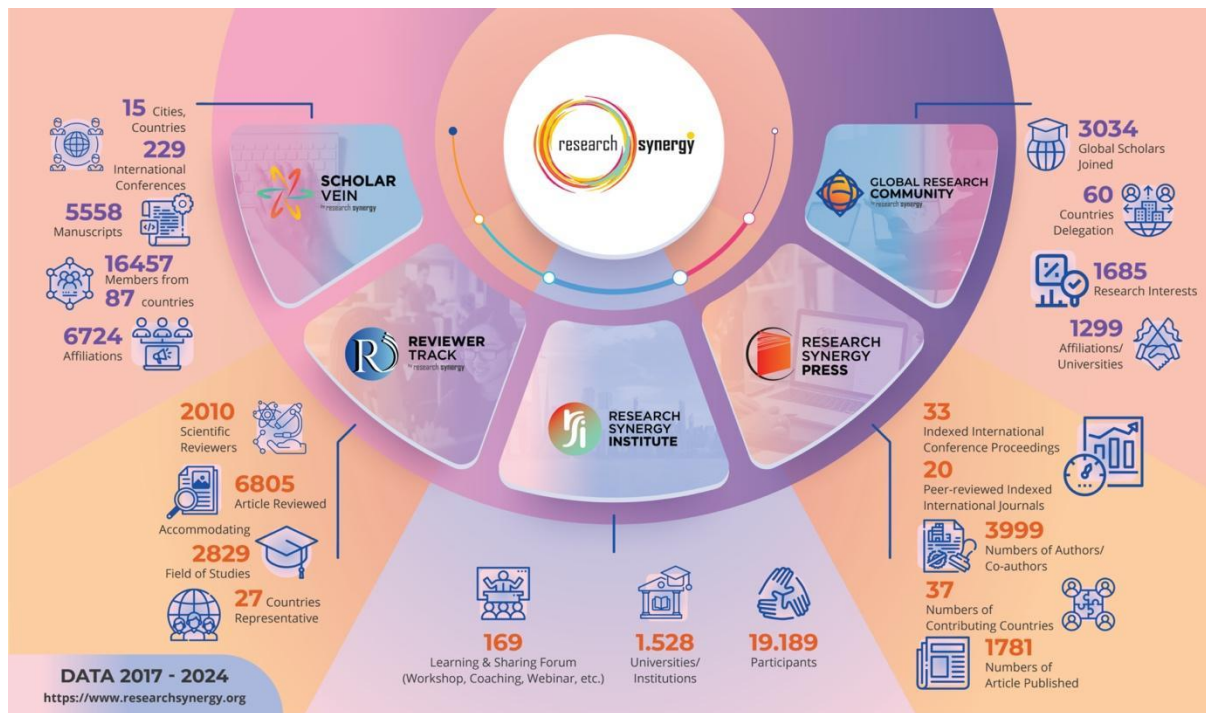 research synergy
15 Cities,
Countries
229
International
Conferences
5558
Manuscripts
16457
Members from
87 countries
6724
Affiliations
SCHOLAR
VEIN
by research synergy
REVIEWER
TRACK
by research synergy
RESEARCH
SYNERGY
INSTITUTE
RESEARCH
SYNERGY
PRESS
GLOBAL RESEARCH
COMMUNITY
by research synergy
3034
Global Scholars
Joined
60
Countries
Delegation
1685
Research Interests
1299
Affiliations/
Universities
2010
Scientific
Reviewers
6805
Article Reviewed
Accommodating
2829
Field of Studies
27 Countries
Representative
169
Learning & Sharing Forum
(Workshop, Coaching, Webinar, etc.)
1.528
Universities/
Institutions
19.189
Participants
33
Indexed International
Conference Proceedings
20
Peer-reviewed Indexed
International Journals
3999
Numbers of Authors/
Co-authors
37
Numbers of
Contributing Countries
1781
Numbers of
Article Published
DATA 2017 - 2024
https://www.researchsynergy.org